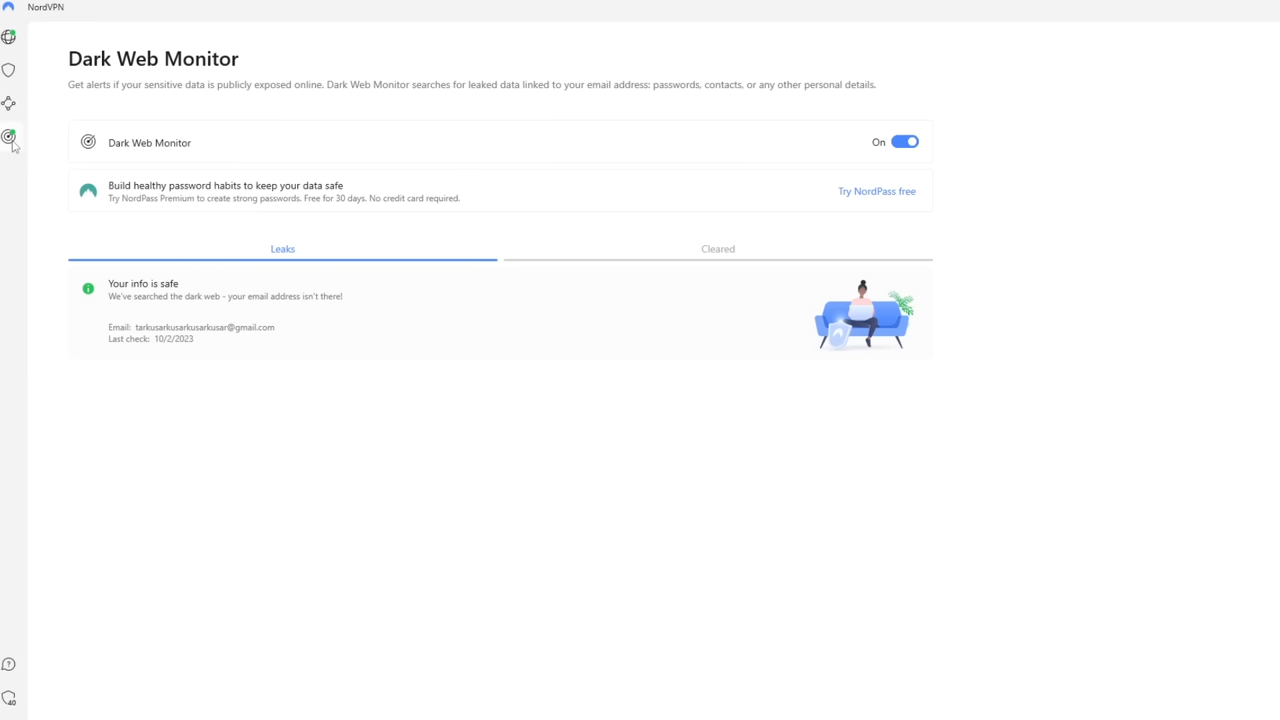 NordVPN
Dark Web Monitor
Get alerts if your sensitive data is publicly exposed online. Dark Web Monitor searches for leaked data linked to your email address: passwords, contacts, or any other personal details.
Dark Web Monitor
On
Build healthy password habits to keep your data safe
Try NordPass Premium to create strong passwords. Free for 30 days. No credit card required.
Try NordPass free
Leaks
Cleared
Your info is safe
We've searched the dark web - your email address isn't there!
Email: tarkusarkusarkusarkusar@gmail.com
Last check: 10/2/2023
40